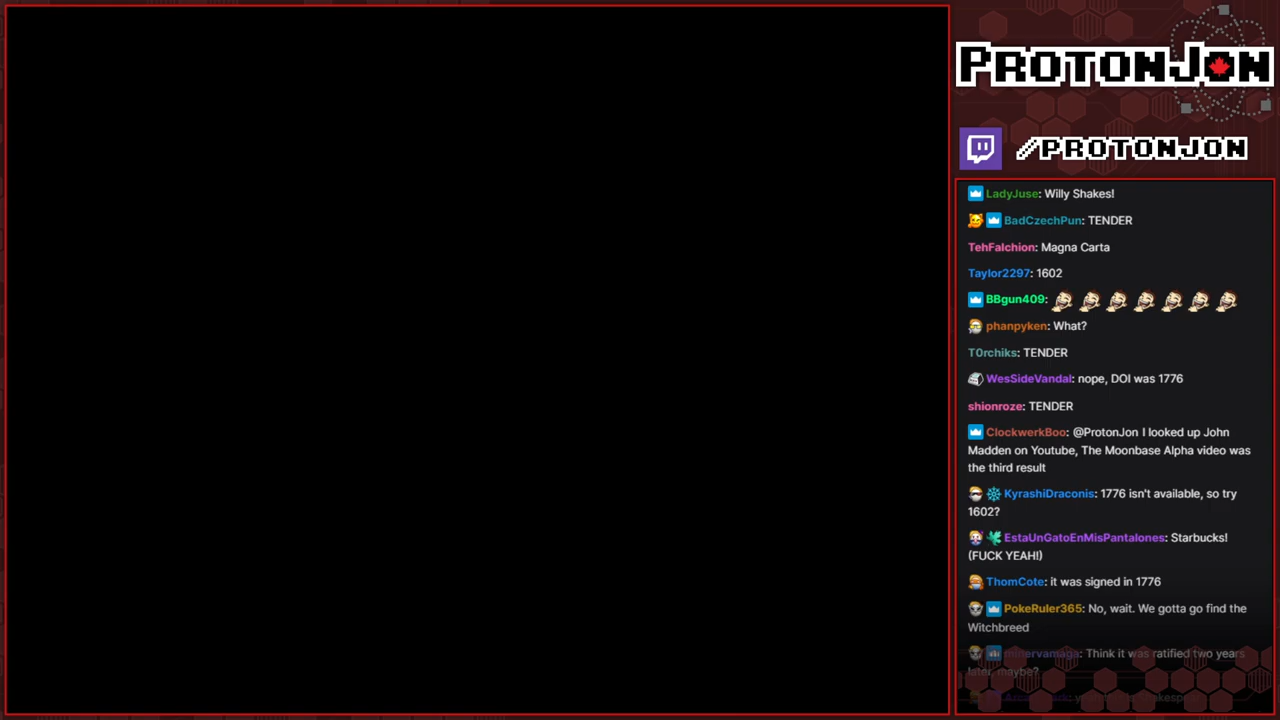 PROTONJON
/PROTONJON
LadyJuse: Willy Shakes!
BadCzechPun: TENDER
TehFalchion: Magna Carta
Taylor2297: 1602
BBgun409:
phanpyken: What?
T0rchiks: TENDER
WesSideVandal: nope, DOI was 1776
shionroze: TENDER
ClockwerkBoo: @ProtonJon I looked up John
Madden on Youtube, The Moonbase Alpha video was
the third result
KyrashiDraconis: 1776 isn't available, so try
1602?
EstaUnGatoEnMisPantalones: Starbucks!
(FUCK YEAH!)
ThomCote: it was signed in 1776
PokeRuler365: No, wait. We gotta go find the
Witchbreed
minervamaga: Think it was ratified two years
later, maybe?